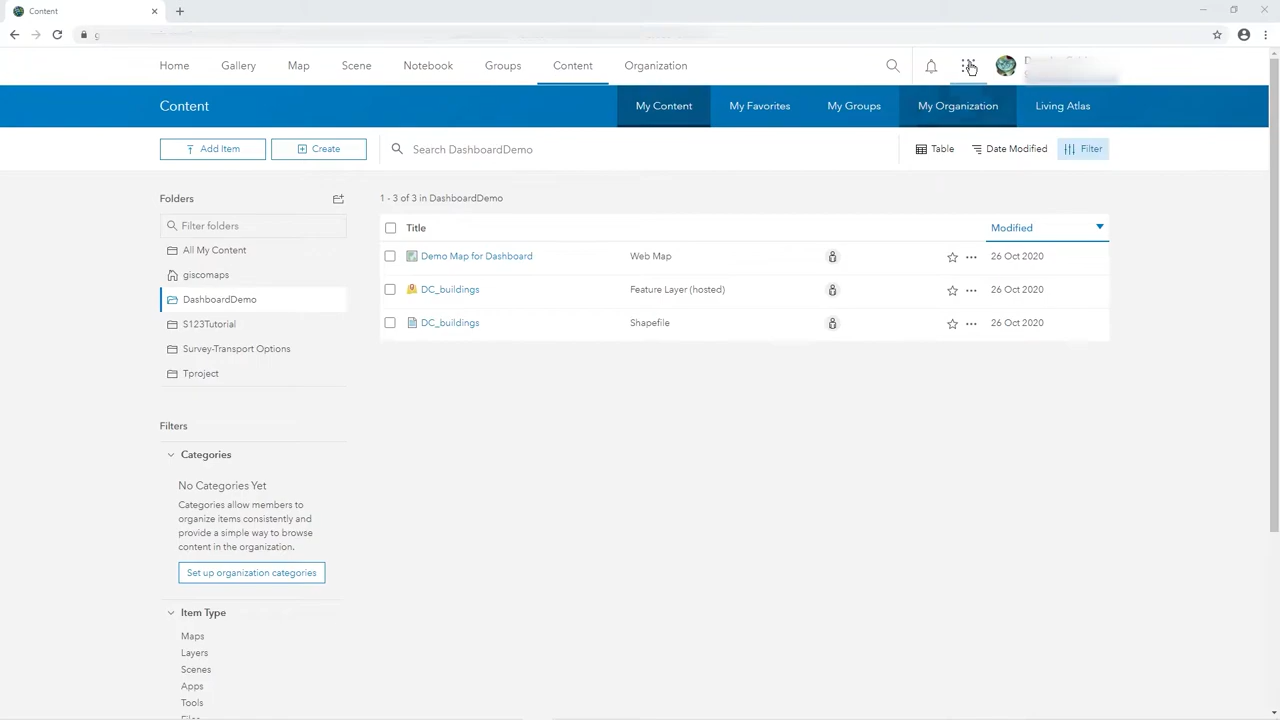 Content
g
Home Gallery Map Scene Notebook Groups Content Organization
Content My Content My Favorites My Groups My Organization Living Atlas
Add Item Create Search DashboardDemo Table Date Modified Filter
Folders
1 - 3 of 3 in DashboardDemo
Filter folders
Title Modified
All My Content
Demo Map for Dashboard Web Map 26 Oct 2020
giscomaps
DC_buildings Feature Layer (hosted) 26 Oct 2020
DashboardDemo
DC_buildings Shapefile 26 Oct 2020
S123Tutorial
Survey-Transport Options
Tproject
Filters
Categories
No Categories Yet
Categories allow members to
organize items consistently and
provide a simple way to browse
content in the organization.
Set up organization categories
Item Type
Maps
Layers
Scenes
Apps
Tools